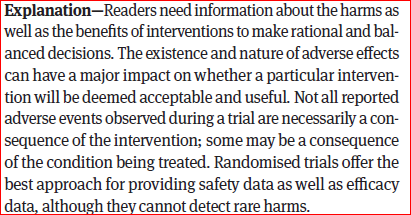 Explanation—Readers need information about the harms as
well as the benefits of interventions to make rational and bal-
anced decisions. The existence and nature of adverse effects
can have a major impact on whether a particular interven-
tion will be deemed acceptable and useful. Not all reported
adverse events observed during a trial are necessarily a con-
sequence of the intervention; some may be a consequence
of the condition being treated. Randomised trials offer the
best approach for providing safety data as well as efficacy
data, although they cannot detect rare harms.